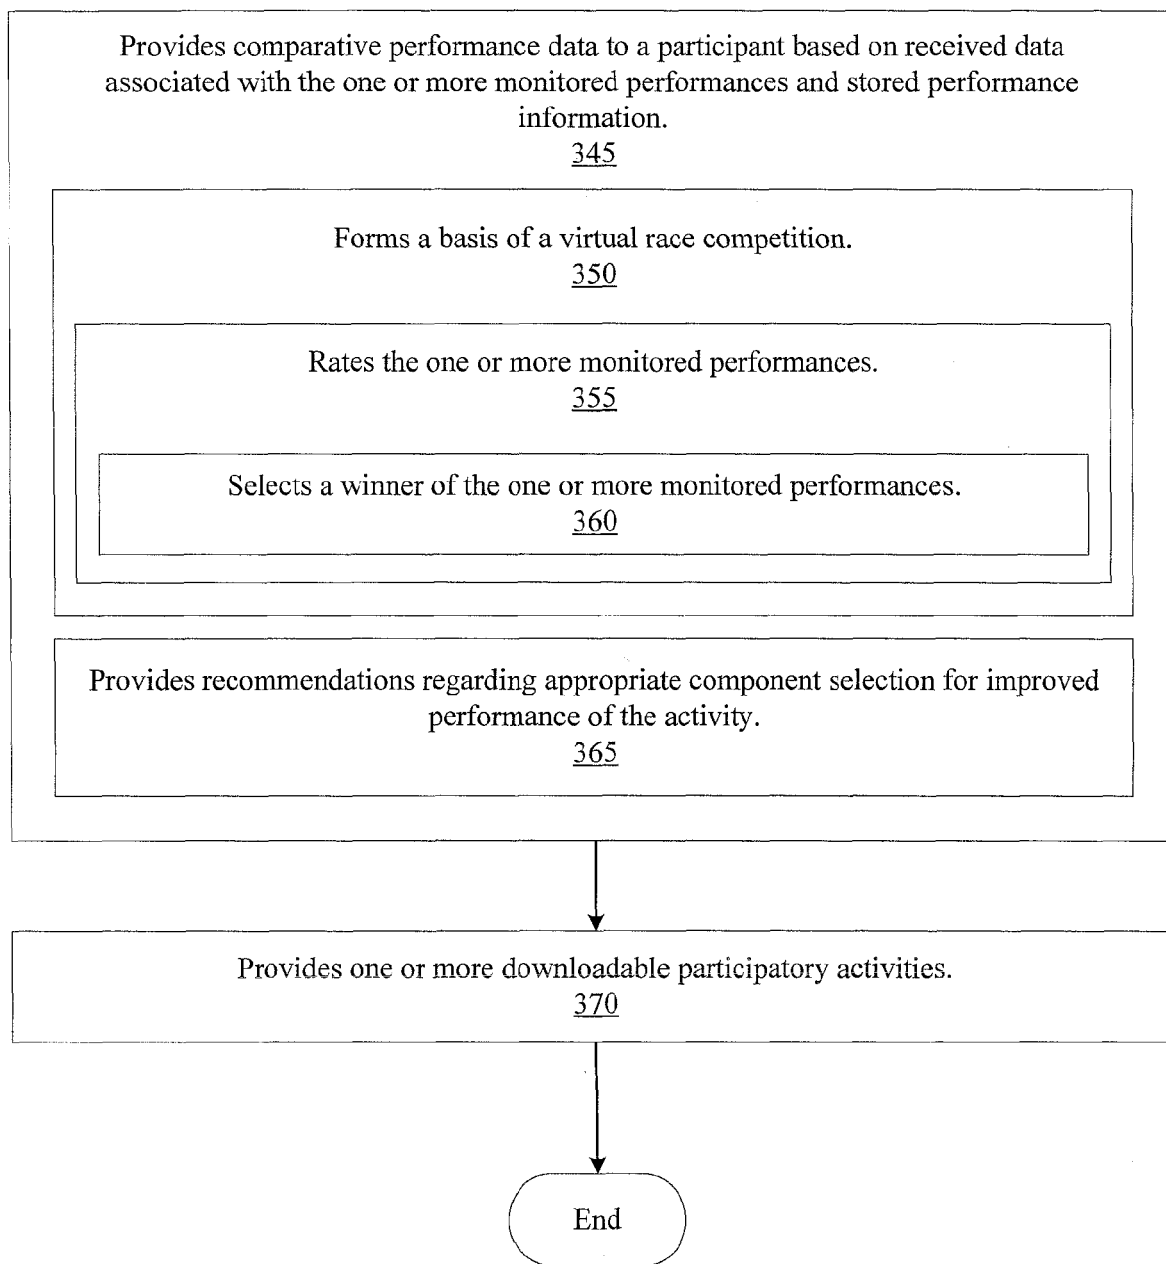 Provides comparative performance data to a participant based on received data
associated with the one or more monitored performances and stored performance
information.
345
Forms a basis of a virtual race competition.
350
Rates the one or more monitored performances.
355
Selects a winner of the one or more monitored performances.
360
Provides recommendations regarding appropriate component selection for improved
performance of the activity.
365
Provides one or more downloadable participatory activities.
370
End